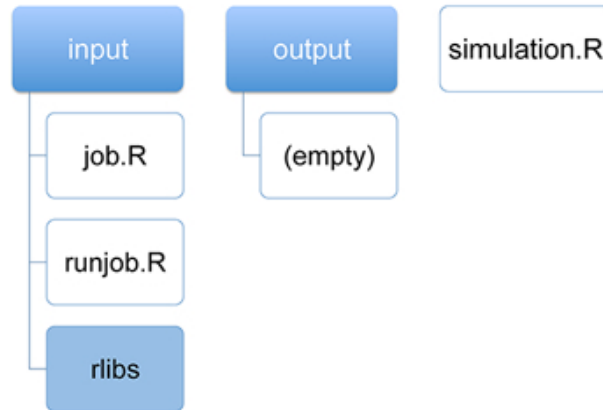 input
output
simulation.R
job.R
(empty)
runjob.R
rlibs